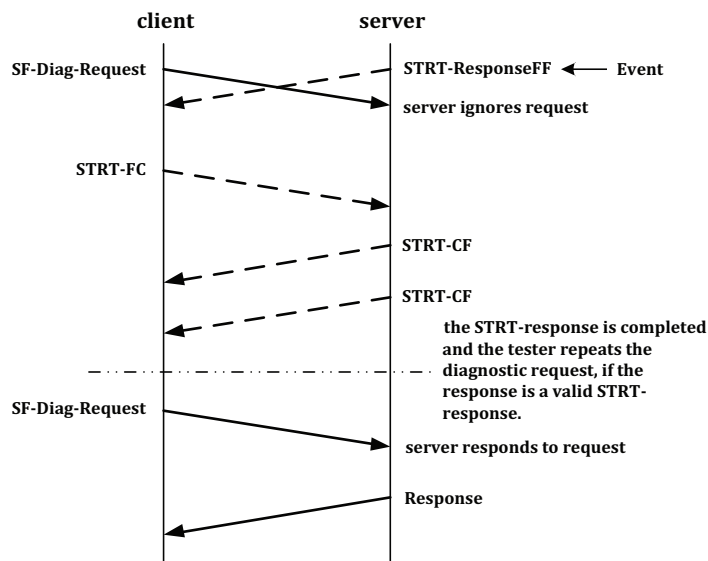 client server
SF-Diag-Request STRT-ResponseFF Event
server ignores request
STRT-FC
STRT-CF
STRT-CF
the STRT-response is completed
and the tester repeats the
diagnostic request, if the
response is a valid STRT-
response.
SF-Diag-Request
server responds to request
Response